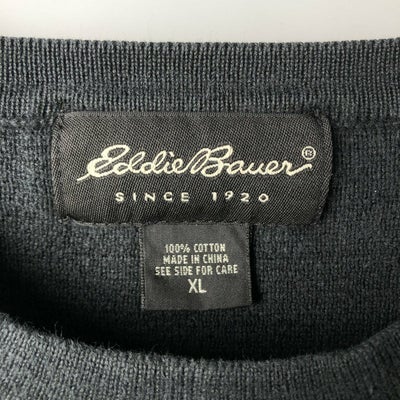 Eddie Bauer®
SINCE 1920
100% COTTON
MADE IN CHINA
SEE SIDE FOR CARE
XL